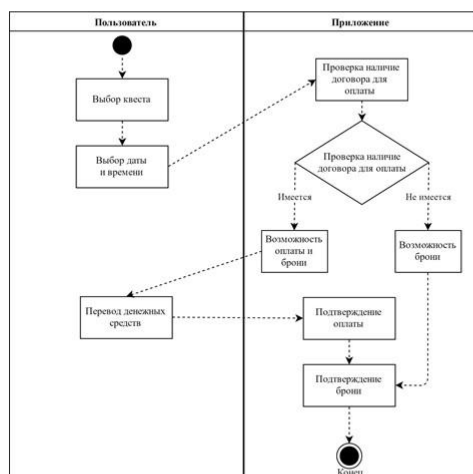 Пользователь
Приложение
Выбор квеста
Выбор даты
и времени
Проверка наличие
договора для
оплаты
Проверка наличие
договора для оплаты
Имеется
Не имеется
Возможность
оплаты и
брони
Возможность
брони
Перевод денежных
средств
Подтверждение
оплаты
Подтверждение
брони
Конец